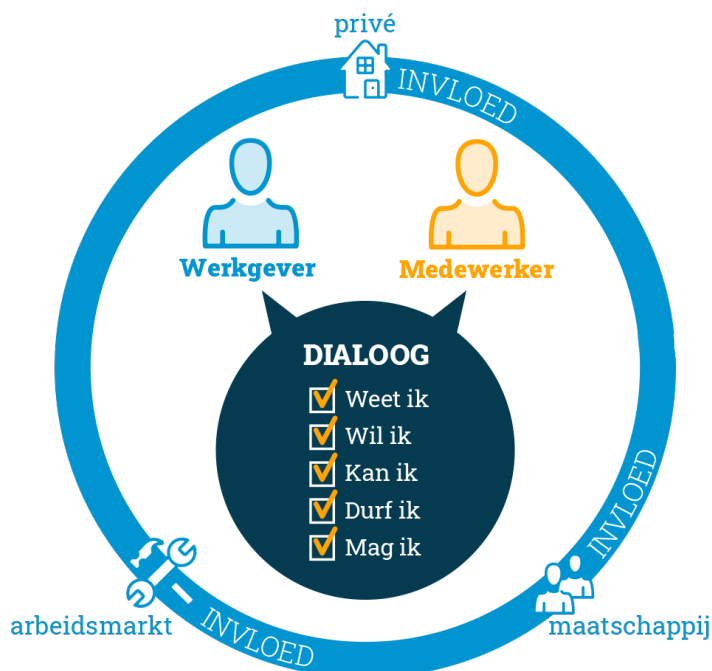 privé
INVLOED
Werkgever
Medewerker
DIALOOG
Weet ik
Wil ik
Kan ik
Durf ik
Mag ik
INVLOED
arbeidsmarkt
INVLOED
maatschappij